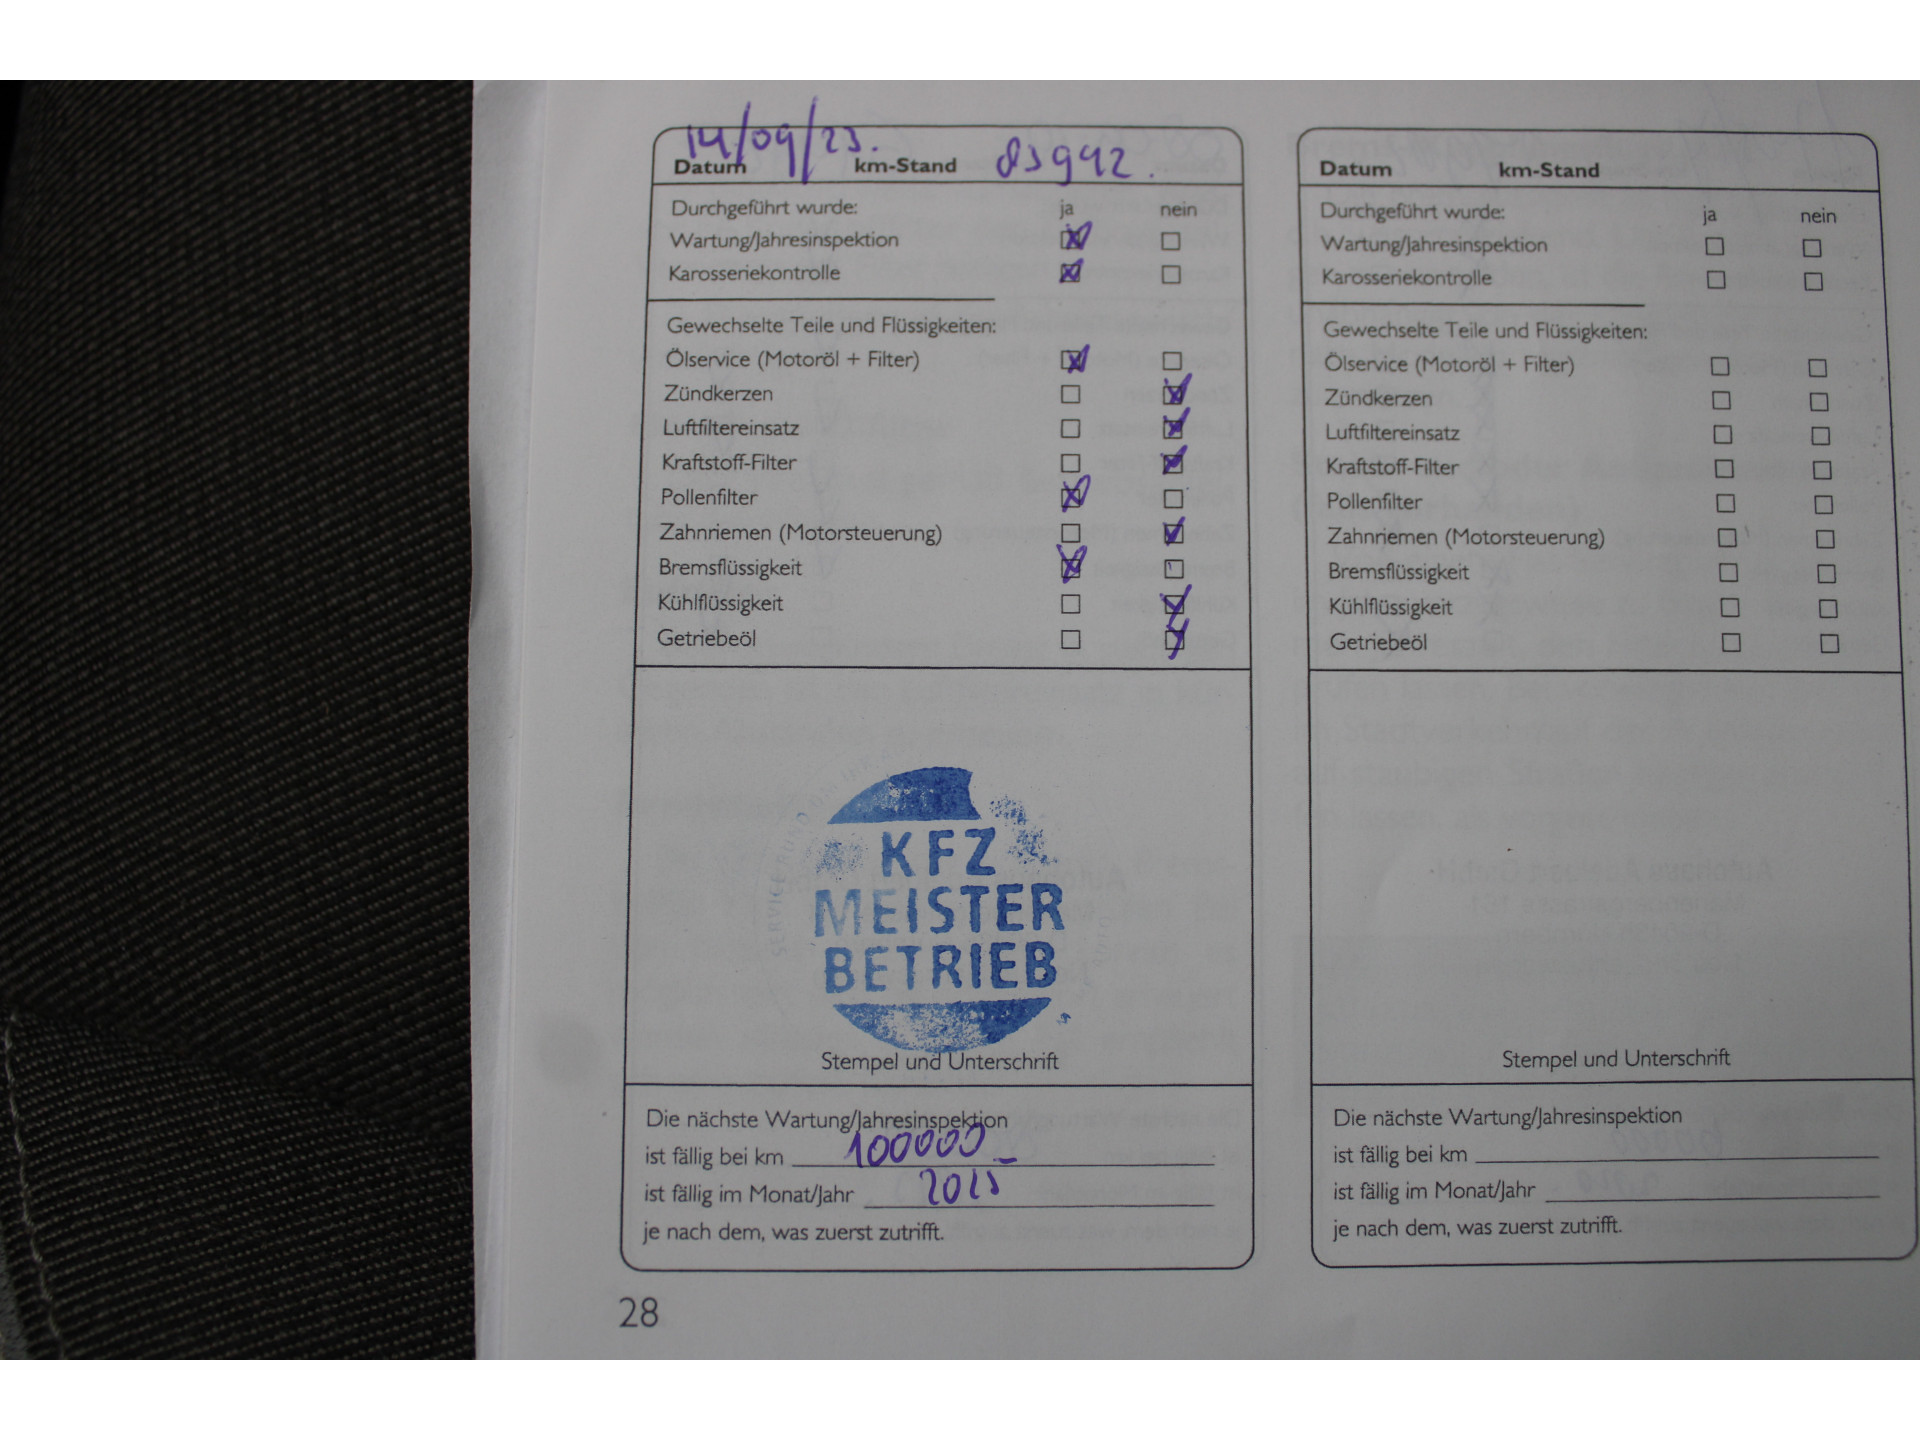 14/09/23.
Datum km-Stand 83942.
Durchgeführt wurde: ja nein
Wartung/Jahresinspektion
Karosseriekontrolle
Gewechselte Teile und Flüssigkeiten:
Ölservice (Motoröl + Filter)
Zündkerzen
Luftfiltereinsatz
Kraftstoff-Filter
Pollenfilter
Zahnriemen (Motorsteuerung)
Bremsflüssigkeit
Kühlflüssigkeit
Getriebeöl
KFZ
MEISTER
BETRIEB
Stempel und Unterschrift
Die nächste Wartung/Jahresinspektion
ist fällig bei km 100000
ist fällig im Monat/Jahr 2025
je nach dem, was zuerst zutrifft.
28
Datum km-Stand
Durchgeführt wurde: ja nein
Wartung/Jahresinspektion
Karosseriekontrolle
Gewechselte Teile und Flüssigkeiten:
Ölservice (Motoröl + Filter)
Zündkerzen
Luftfiltereinsatz
Kraftstoff-Filter
Pollenfilter
Zahnriemen (Motorsteuerung)
Bremsflüssigkeit
Kühlflüssigkeit
Getriebeöl
Stempel und Unterschrift
Die nächste Wartung/Jahresinspektion
ist fällig bei km
ist fällig im Monat/Jahr
je nach dem, was zuerst zutrifft.